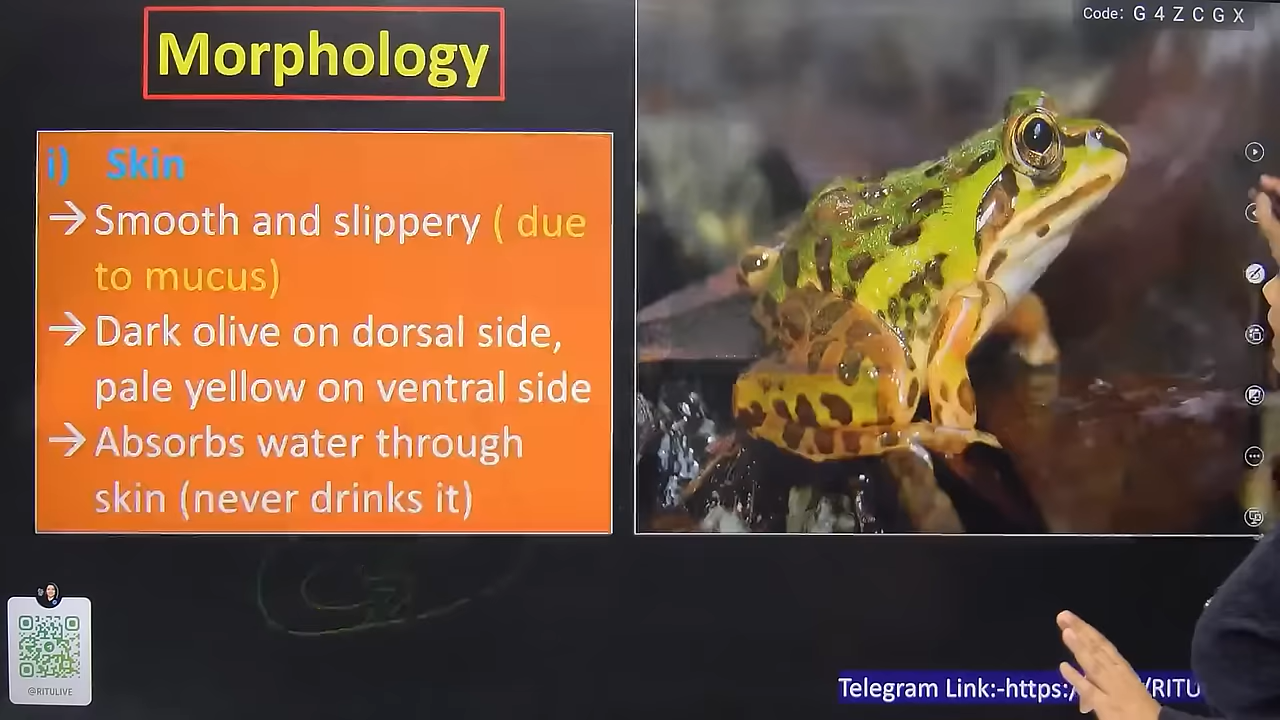 Code: G 4 Z C G X
Morphology
i) Skin
→ Smooth and slippery ( due
to mucus)
→ Dark olive on dorsal side,
pale yellow on ventral side
→ Absorbs water through
skin (never drinks it)
@RITULIVE
Telegram Link:-https:/ /RITU